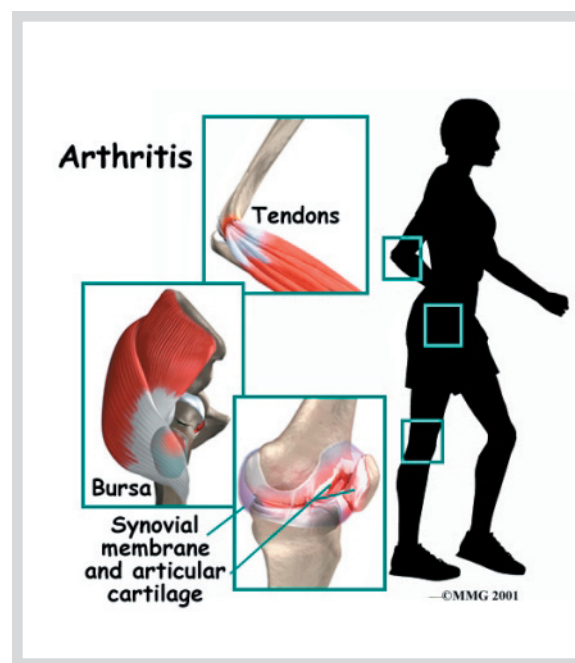 Arthritis
Tendons
Bursa
Synovial
membrane
and articular
cartilage
—©MMG 2001